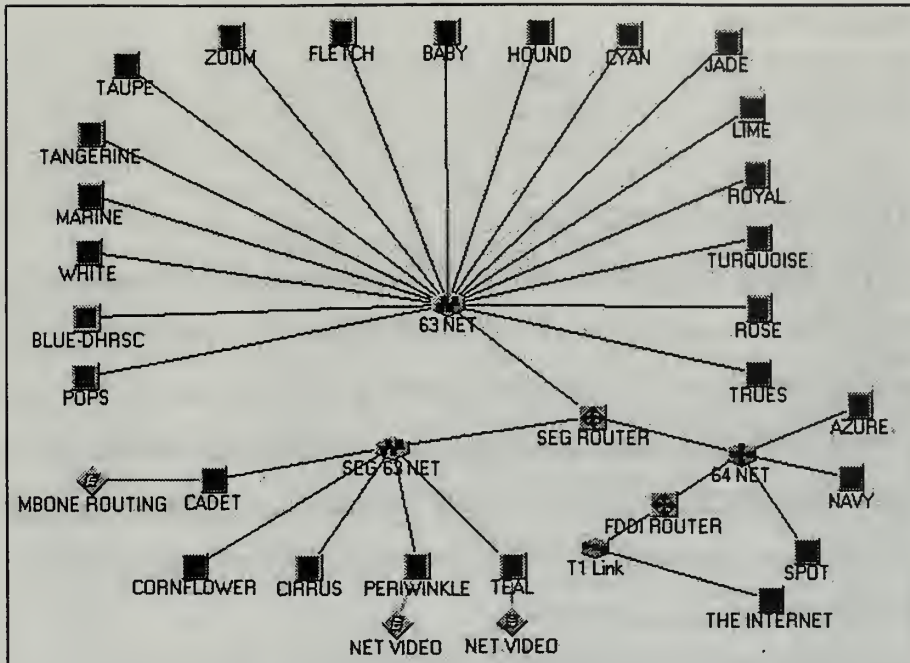 ZOOM
FLETCH
BABY
HOUND
CYAN
JADE
TAUPE
LIME
TANGERINE
ROYAL
MARINE
TURQUOISE
WHITE
ROSE
BLUE-DHRSC
63 NET
TRUES
POPS
AZURE
SEG ROUTER
SEG 63 NET
64 NET
MBONE ROUTING
CADET
NAVY
FDDI ROUTER
CORNFLOWER
CIRRUS
PERIWINKLE
TEAL
T1 Link
SPOT
THE INTERNET
NET VIDEO
NET VIDEO